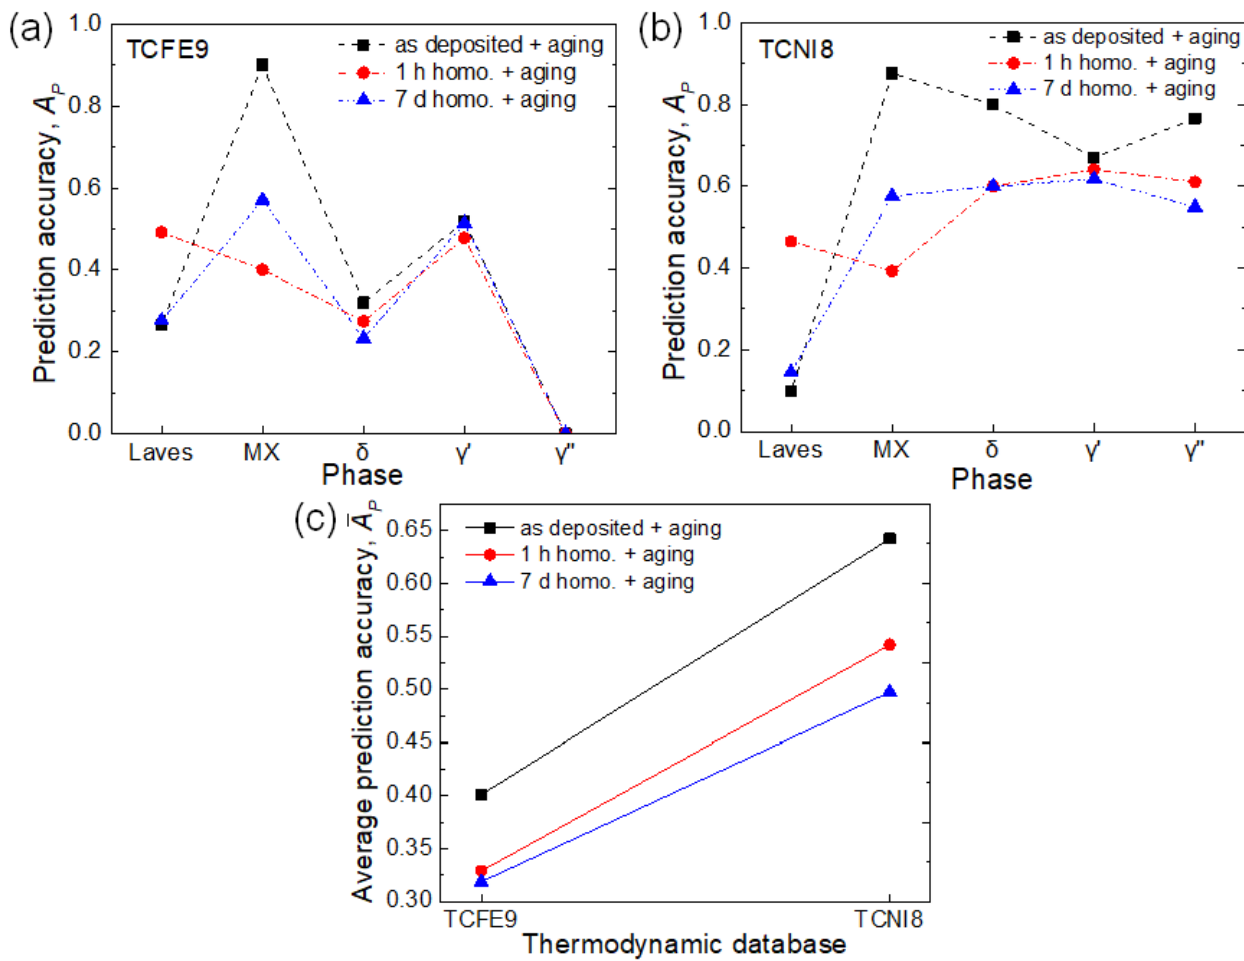 (a)
TCFE9
as deposited + aging
1 h homo. + aging
7 d homo. + aging
Prediction accuracy, A_P
1.0
0.8
0.6
0.4
0.2
0.0
Laves MX δ γ' γ"
Phase
(b)
TCNI8
as deposited + aging
1 h homo. + aging
7 d homo. + aging
Prediction accuracy, A_P
1.0
0.8
0.6
0.4
0.2
0.0
Laves MX δ γ' γ"
Phase
(c)
as deposited + aging
1 h homo. + aging
7 d homo. + aging
Average prediction accuracy, A̅_P
0.65
0.60
0.55
0.50
0.45
0.40
0.35
0.30
TCFE9 TCNI8
Thermodynamic database